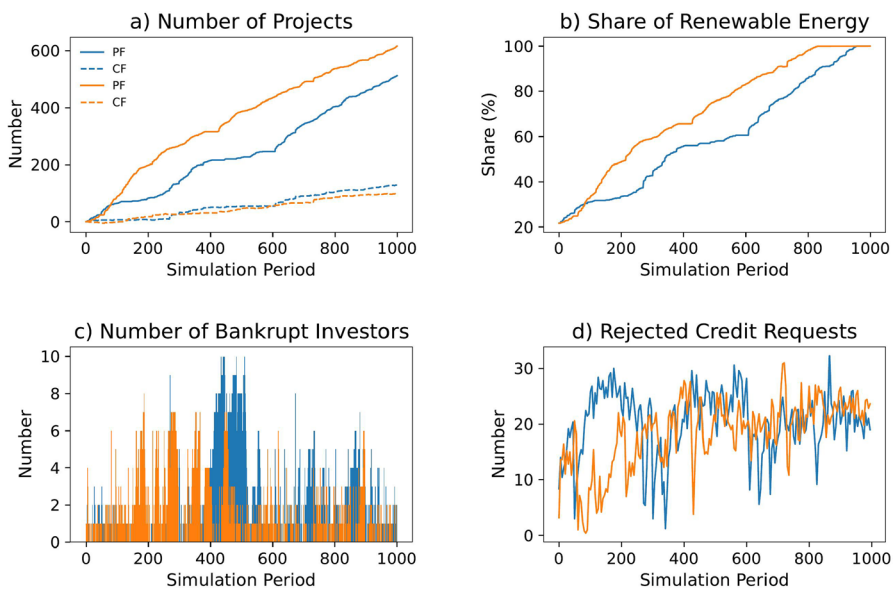 a) Number of Projects
600
400
200
0
Number
PF
CF
PF
CF
0 200 400 600 800 1000
Simulation Period
b) Share of Renewable Energy
100
80
60
40
20
Share (%)
0 200 400 600 800 1000
Simulation Period
c) Number of Bankrupt Investors
10
8
6
4
2
0
Number
0 200 400 600 800 1000
Simulation Period
d) Rejected Credit Requests
30
20
10
0
Number
0 200 400 600 800 1000
Simulation Period